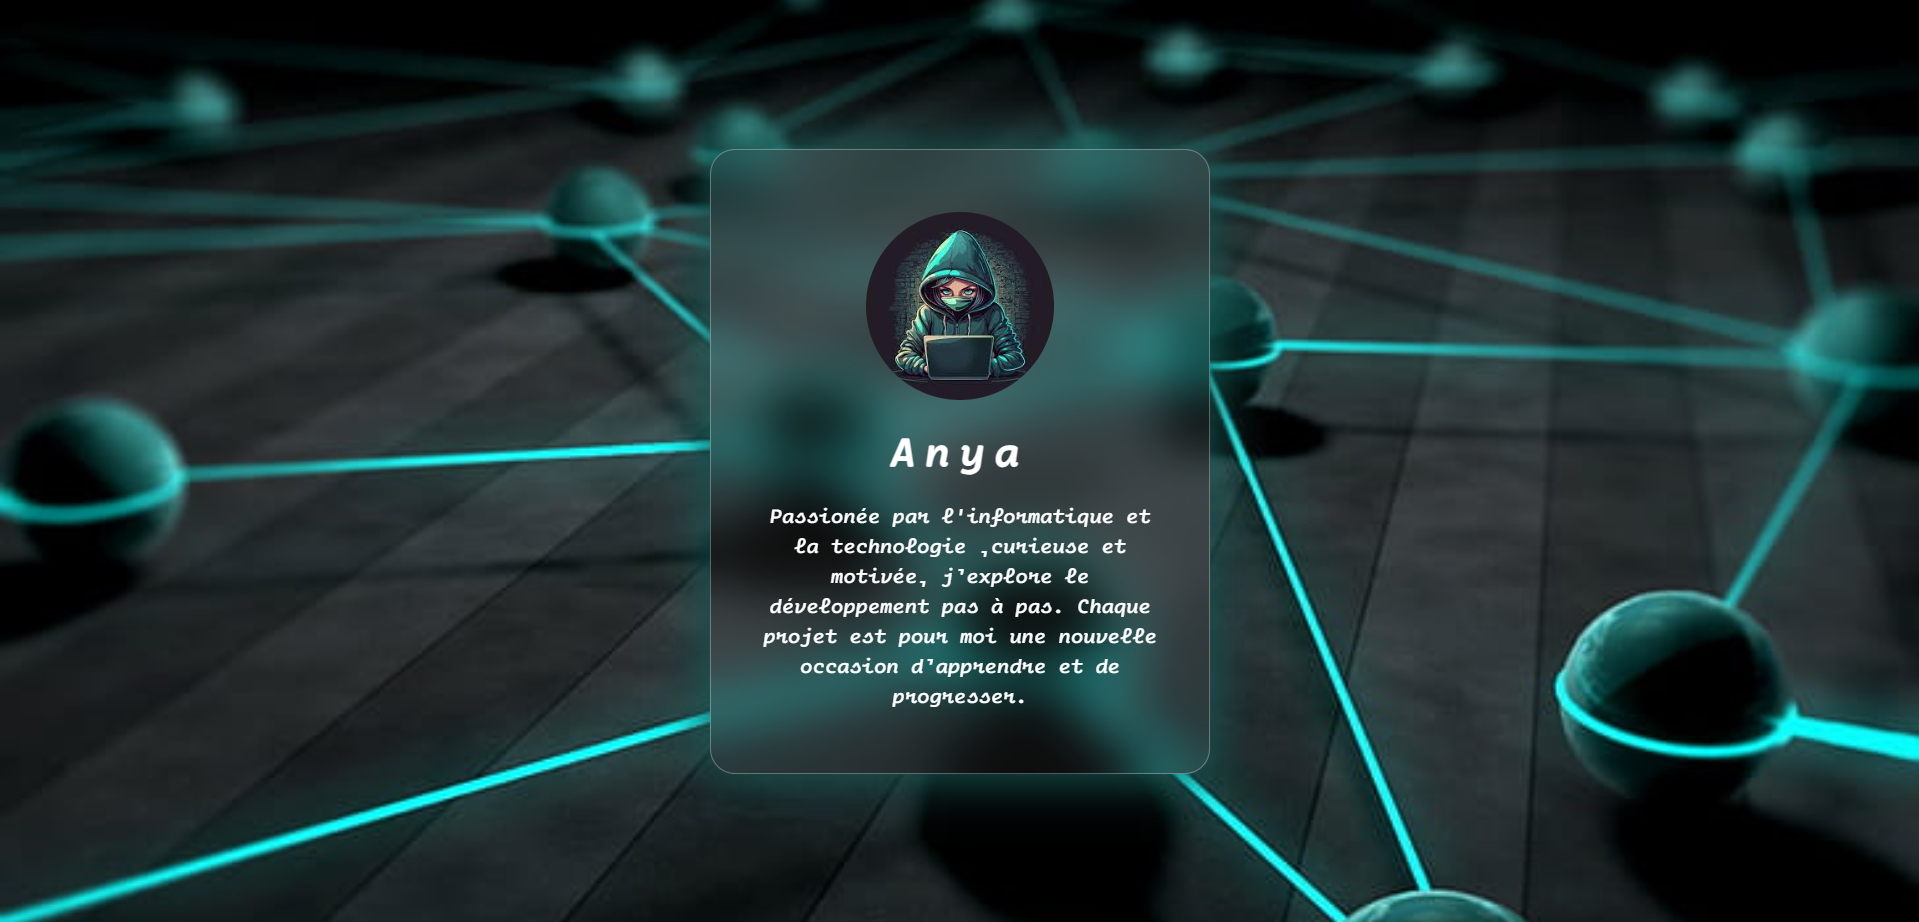 Anya
Passionée par l'informatique et
la technologie ,curieuse et
motivée, j’explore le
développement pas à pas. Chaque
projet est pour moi une nouvelle
occasion d’apprendre et de
progresser.